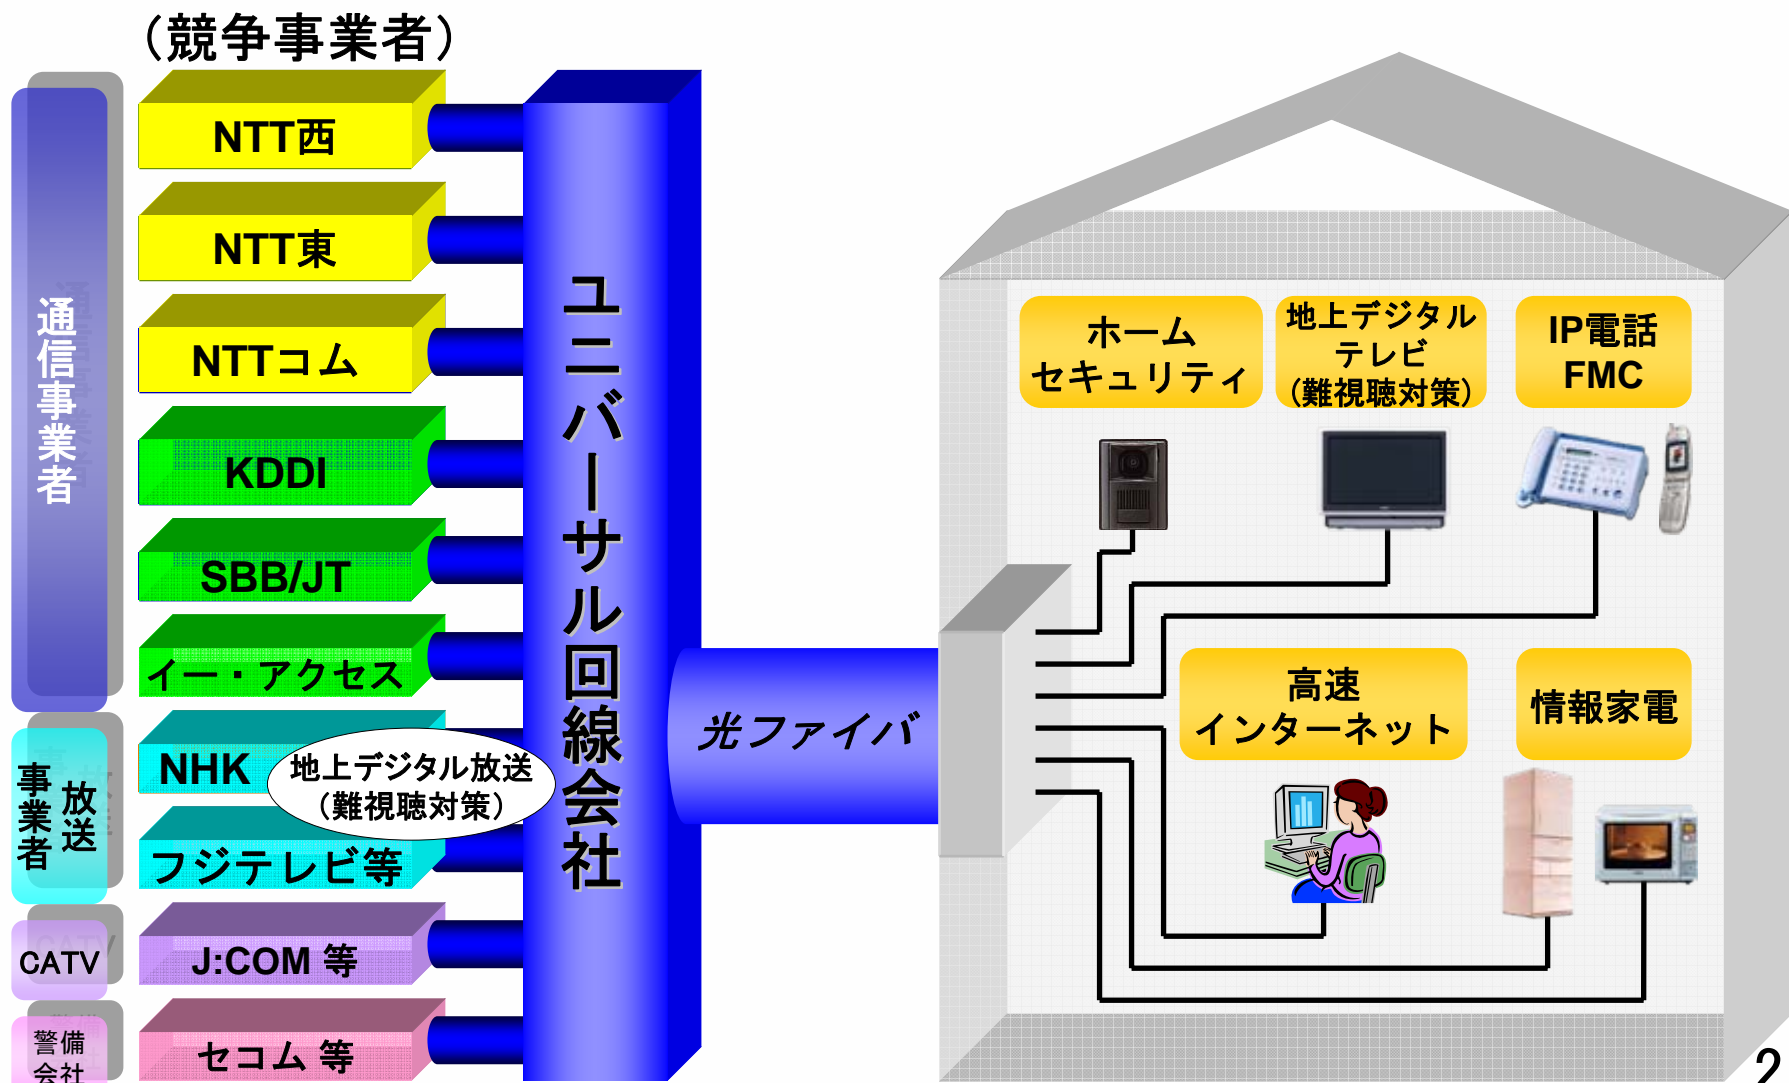 （競争事業者）
通信事業者
NTT西
NTT東
NTTコム
KDDI
SBB/JT
イー・アクセス
放送
事業者
NHK
地上デジタル放送
（難視聴対策）
フジテレビ等
CATV
J:COM 等
警備
会社
セコム 等
ユニバーサル回線会社
光ファイバ
ホーム
セキュリティ
地上デジタル
テレビ
（難視聴対策）
IP電話
FMC
高速
インターネット
情報家電
2